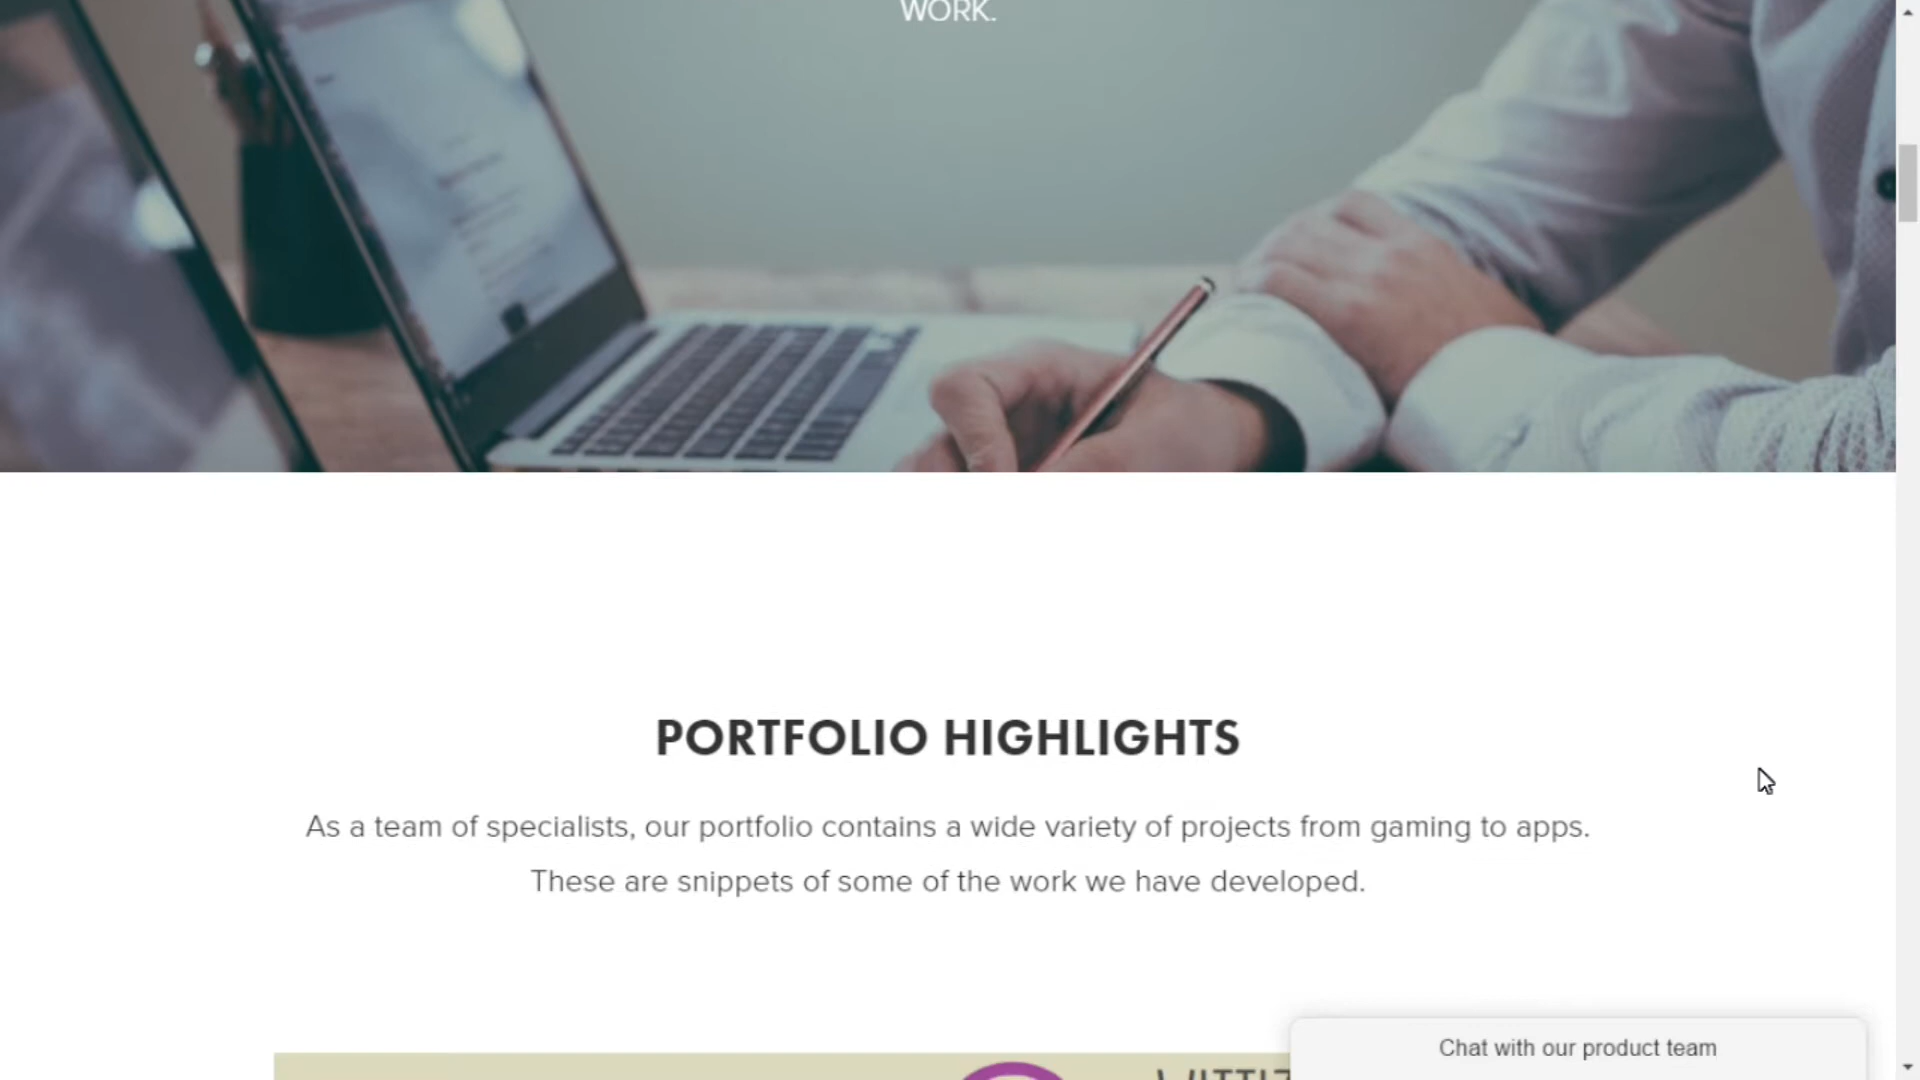 WORK.
PORTFOLIO HIGHLIGHTS
As a team of specialists, our portfolio contains a wide variety of projects from gaming to apps.
These are snippets of some of the work we have developed.
Chat with our product team